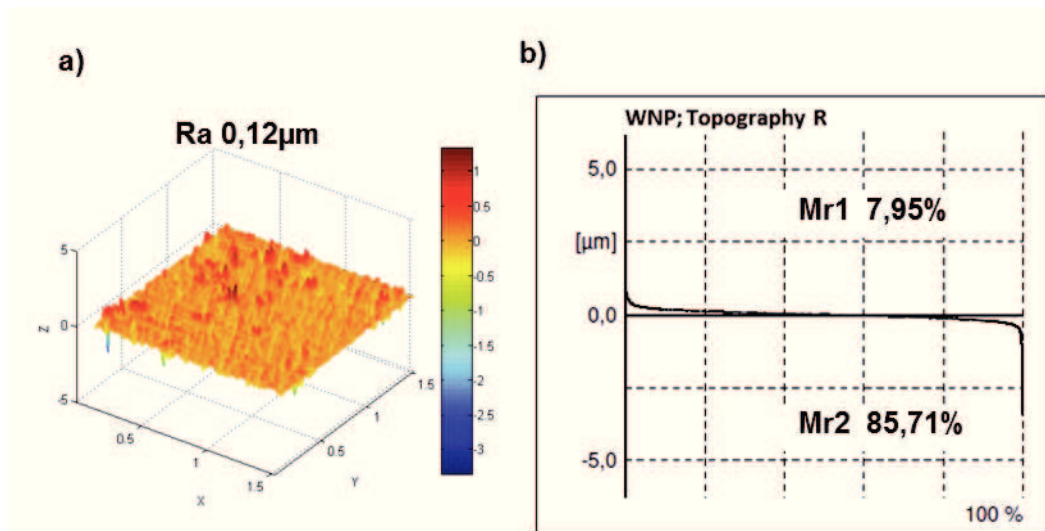 a)
Ra 0,12µm
5
0
-5
Z
0.5
1
1.5
X
0.5
1
1.5
Y
1
0.5
0
-0.5
-1
-1.5
-2
-2.5
-3
b)
WNP; Topography R
5,0
[µm]
0,0
-5,0
Mr1 7,95%
Mr2 85,71%
100 %